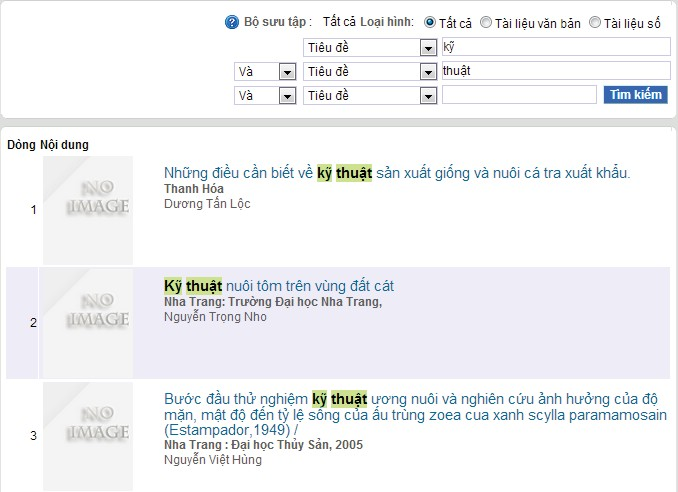 Bộ sưu tập : Tất cả Loại hình: Tất cả Tài liệu văn bản Tài liệu số
Tiêu đề kỹ
Và Tiêu đề thuật
Và Tiêu đề Tìm kiếm
Dòng Nội dung
1 NO IMAGE Những điều cần biết về kỹ thuật sản xuất giống và nuôi cá tra xuất khẩu.
Thanh Hóa
Dương Tấn Lộc
2 NO IMAGE Kỹ thuật nuôi tôm trên vùng đất cát
Nha Trang: Trường Đại học Nha Trang,
Nguyễn Trọng Nho
3 NO IMAGE Bước đầu thử nghiệm kỹ thuật ương nuôi và nghiên cứu ảnh hưởng của độ
mặn, mật độ đến tỷ lệ sống của ấu trùng zoea cua xanh scylla paramamosain
(Estampador,1949) /
Nha Trang : Đại học Thủy Sản, 2005
Nguyễn Việt Hùng